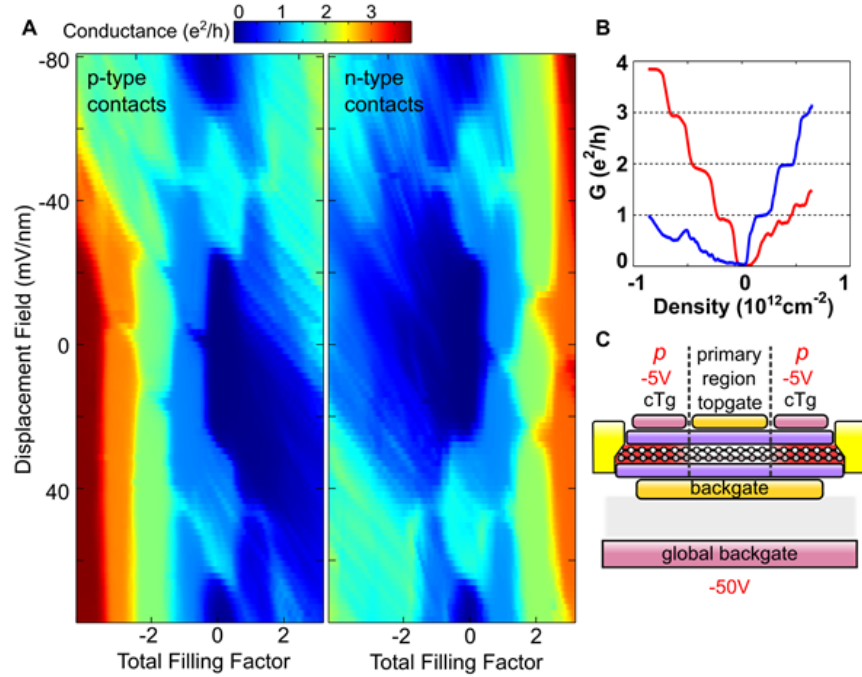 A
Conductance (e²/h)
0 1 2 3
p-type
contacts
n-type
contacts
-80
-40
0
40
Displacement Field (mV/nm)
-2 0 2
-2 0 2
Total Filling Factor
Total Filling Factor
B
G (e²/h)
4
3
2
1
0
-1 0 1
Density (10¹²cm⁻²)
C
p primary p
-5V region -5V
cTg topgate cTg
backgate
global backgate
-50V